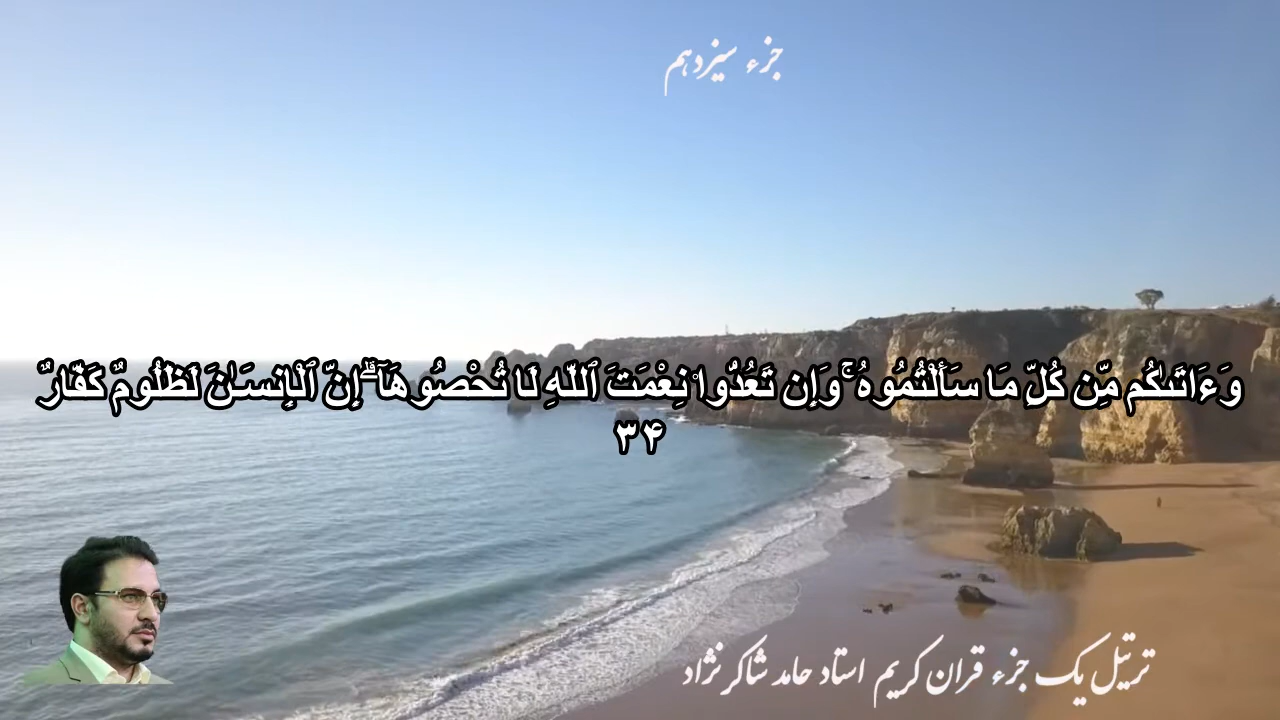 جزء سیزدهم
وَءَاتَىٰكُم مِّن كُلِّ مَا سَأَلْتُمُوهُ ۚ وَإِن تَعُدُّوا۟ نِعْمَتَ ٱللَّهِ لَا تُحْصُوهَآ ۗ إِنَّ ٱلْإِنسَـٰنَ لَظَلُومٌ كَفَّارٌ
۳۴
ترتیل یک جزء قران کریم استاد حامد شاکرنژاد